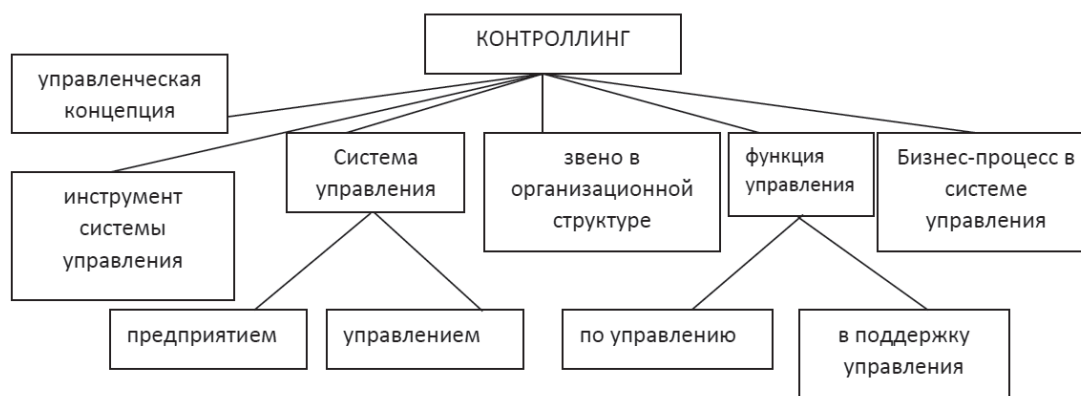 КОНТРОЛЛИНГ
управленческая
концепция
инструмент
системы
управления
Система
управления
звено в
организационной
структуре
функция
управления
Бизнес-процесс в
системе
управления
предприятием
управлением
по управлению
в поддержку
управления